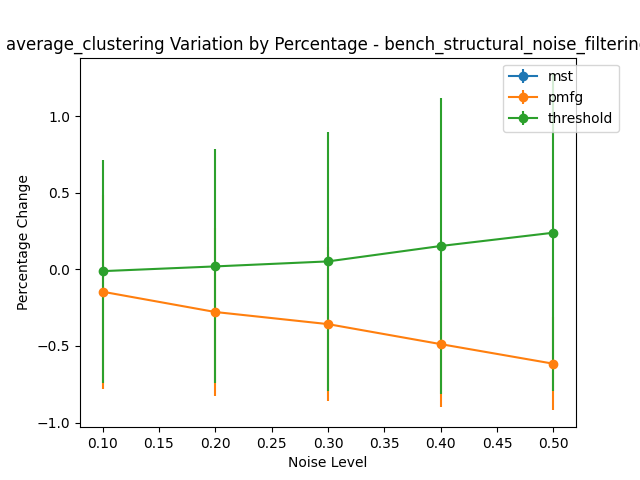 average_clustering Variation by Percentage - bench_structural_noise_filtering
mst
pmfg
threshold
Percentage Change
1.0
0.5
0.0
−0.5
−1.0
0.10 0.15 0.20 0.25 0.30 0.35 0.40 0.45 0.50
Noise Level